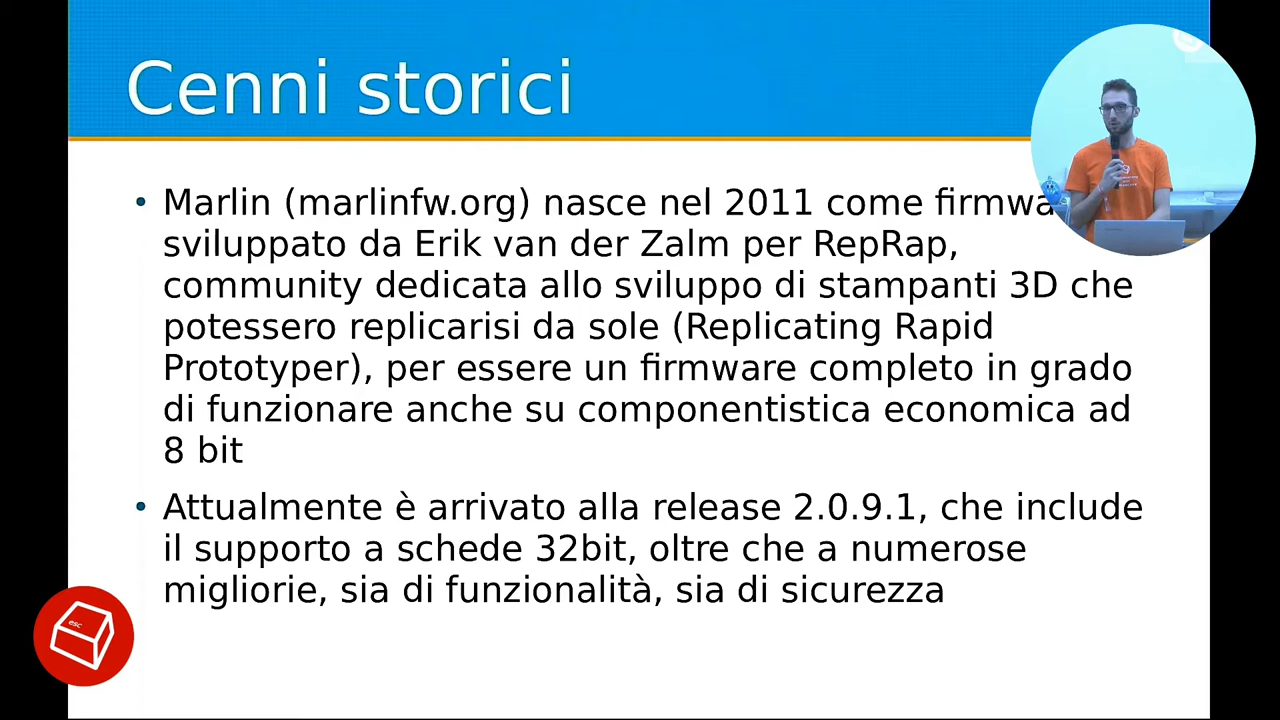 Cenni storici
Marlin (marlinfw.org) nasce nel 2011 come
sviluppato da Erik van der Zalm per RepRap,
community dedicata allo sviluppo di stampanti 3D che
potessero replicarisi da sole (Replicating Rapid
Prototyper), per essere un firmware completo in grado
di funzionare anche su componentistica economica ad
8 bit
Attualmente è arrivato alla release 2.0.9.1, che include
il supporto a schede 32bit, oltre che a numerose
migliorie, sia di funzionalità, sia di sicurezza
esc